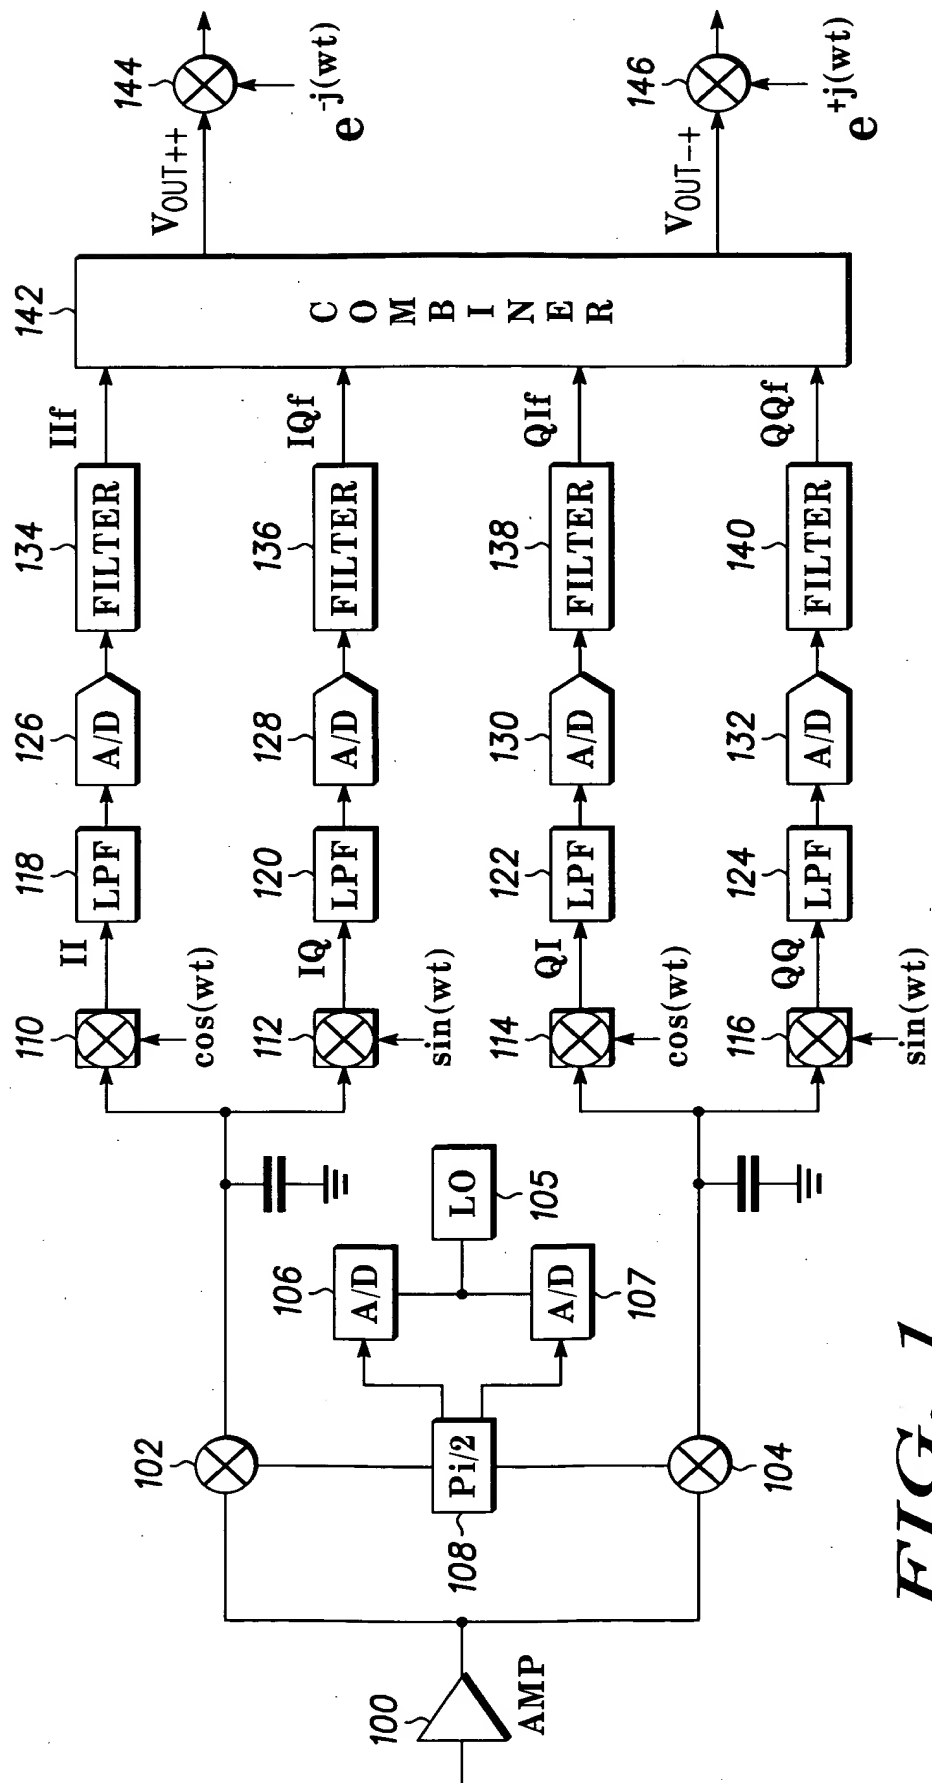 100
AMP
102
104
Pi/2
108
106
A/D
107
A/D
LO
105
110
II
cos(wt)
118
LPF
126
A/D
134
FILTER
IIf
112
IQ
sin(wt)
120
LPF
128
A/D
136
FILTER
IQf
114
QI
cos(wt)
122
LPF
130
A/D
138
FILTER
QIf
116
QQ
sin(wt)
124
LPF
132
A/D
140
FILTER
QQf
142
COMBINER
VOUT++
144
e-j(wt)
VOUT-+
146
e+j(wt)
FIG. 1